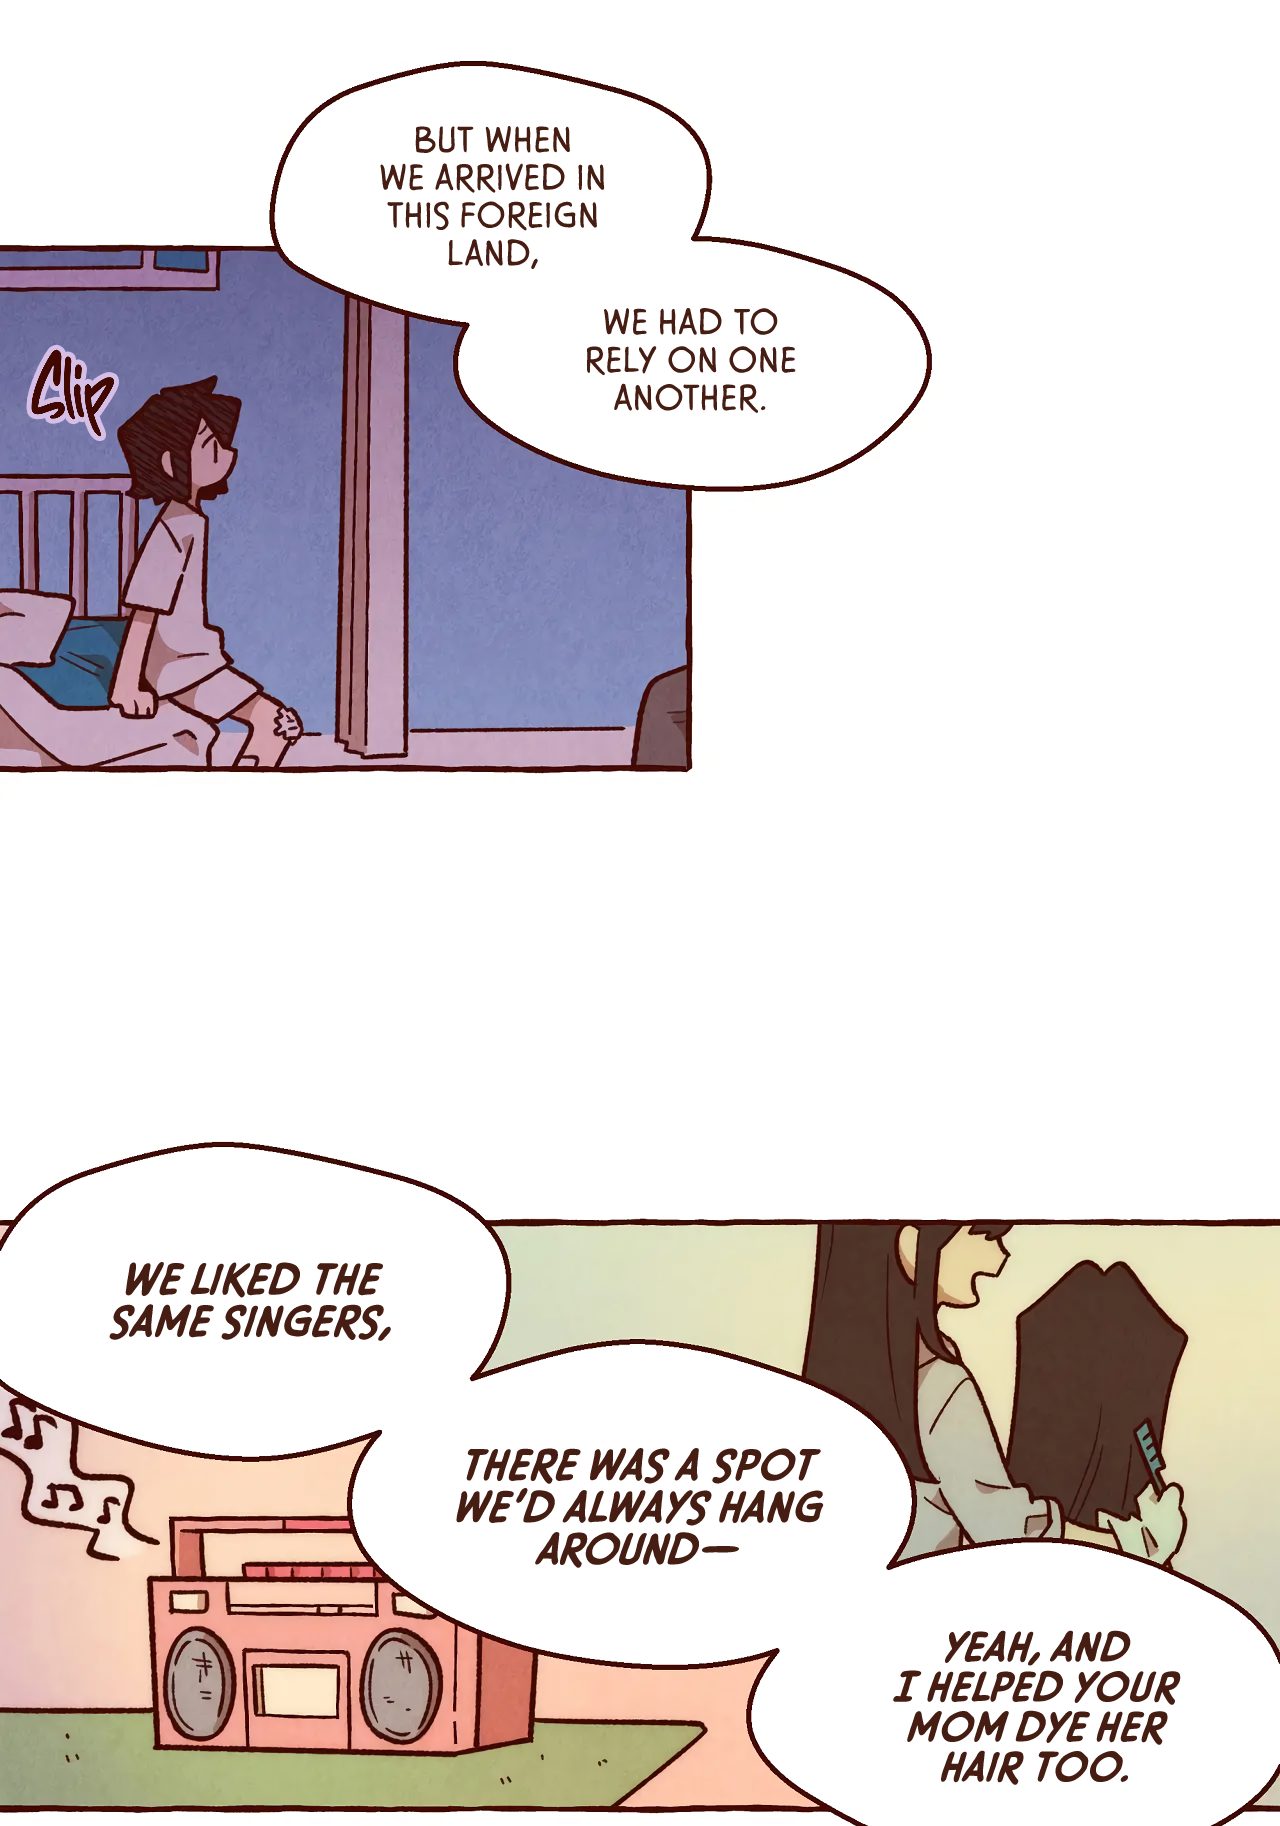 BUT WHEN
WE ARRIVED IN
THIS FOREIGN
LAND,
WE HAD TO
RELY ON ONE
ANOTHER.
Slip
WE LIKED THE
SAME SINGERS,
THERE WAS A SPOT
WE'D ALWAYS HANG
AROUND—
YEAH, AND
I HELPED YOUR
MOM DYE HER
HAIR TOO.